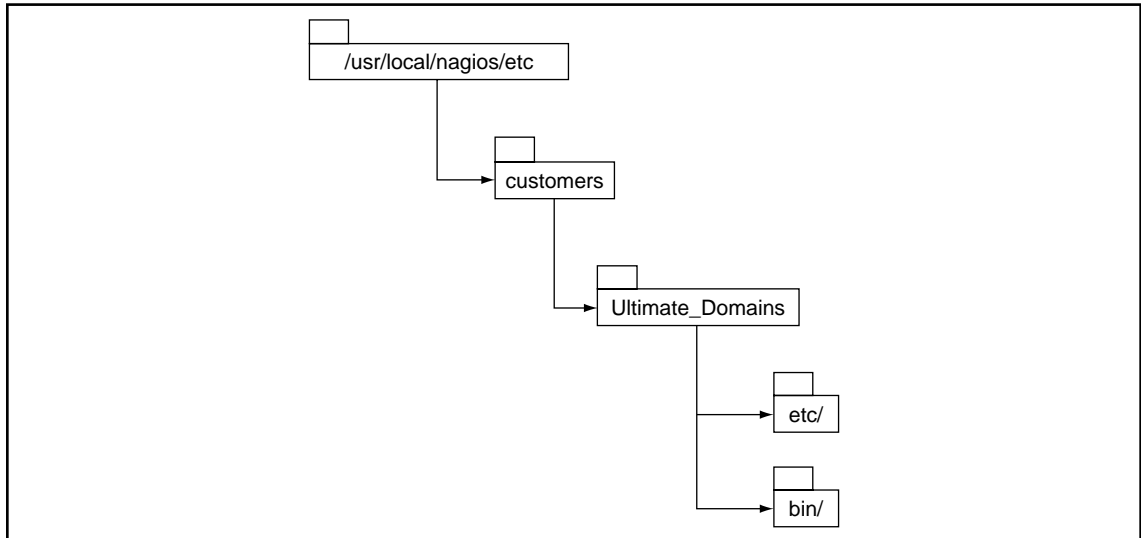 /usr/local/nagios/etc
customers
Ultimate_Domains
etc/
bin/